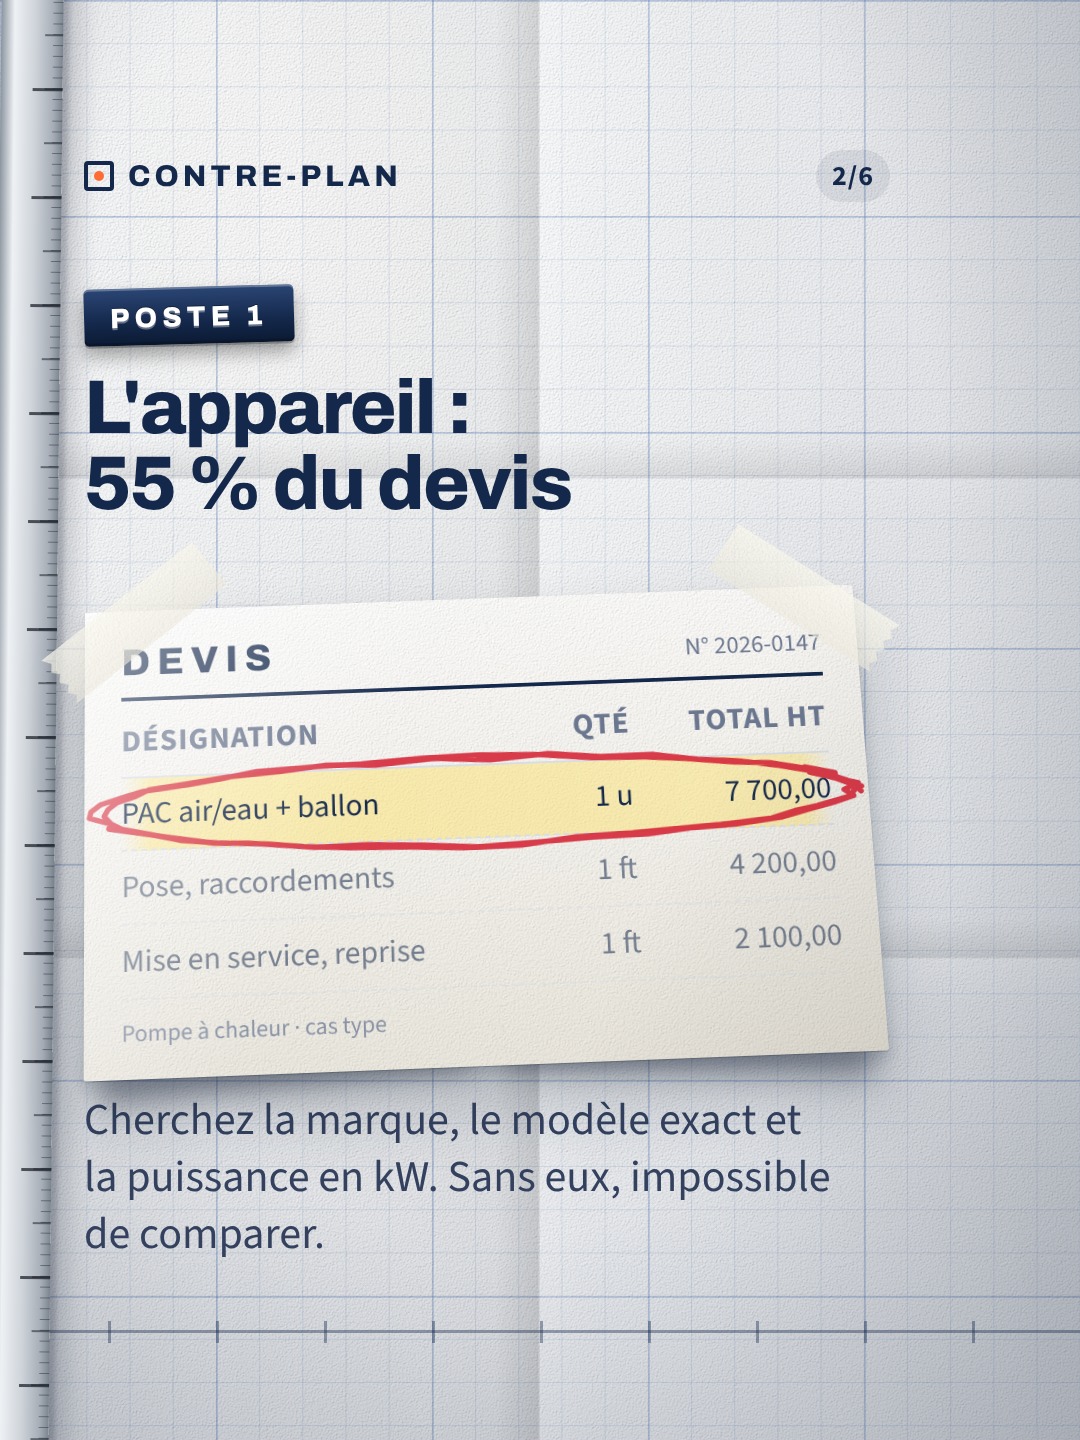 CONTRE-PLAN
2/6
POSTE 1
L'appareil :
55 % du devis
DEVIS
N° 2026-0147
DÉSIGNATION QTÉ TOTAL HT
PAC air/eau + ballon 1 u 7 700,00
Pose, raccordements 1 ft 4 200,00
Mise en service, reprise 1 ft 2 100,00
Pompe à chaleur · cas type
Cherchez la marque, le modèle exact et
la puissance en kW. Sans eux, impossible
de comparer.